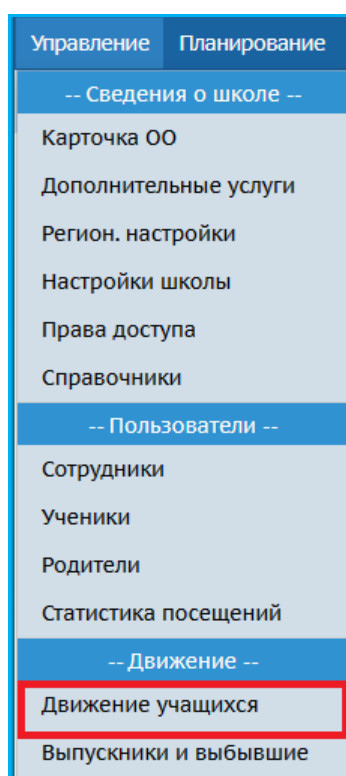 Управление Планирование
-- Сведения о школе --
Карточка ОО
Дополнительные услуги
Регион. настройки
Настройки школы
Права доступа
Справочники
-- Пользователи --
Сотрудники
Ученики
Родители
Статистика посещений
-- Движение --
Движение учащихся
Выпускники и выбывшие